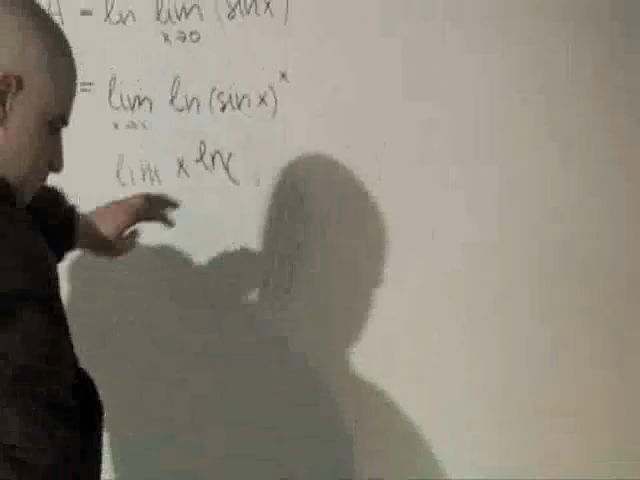 A = ln lim (sin x)
x→0
= lim ln (sin x)^x
lim x ln